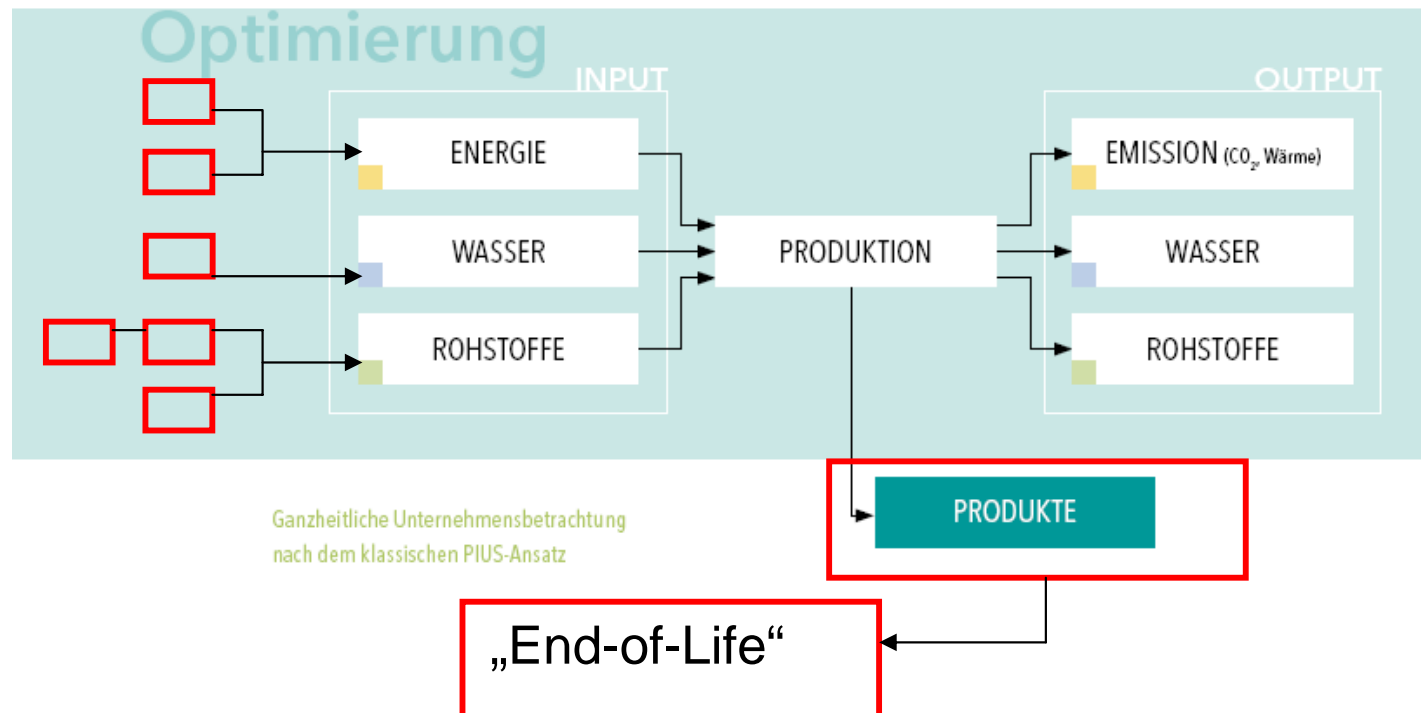 Optimierung
INPUT
OUTPUT
ENERGIE
EMISSION (CO₂, Wärme)
WASSER
PRODUKTION
WASSER
ROHSTOFFE
ROHSTOFFE
PRODUKTE
Ganzheitliche Unternehmensbetrachtung
nach dem klassischen PIUS-Ansatz
„End-of-Life“